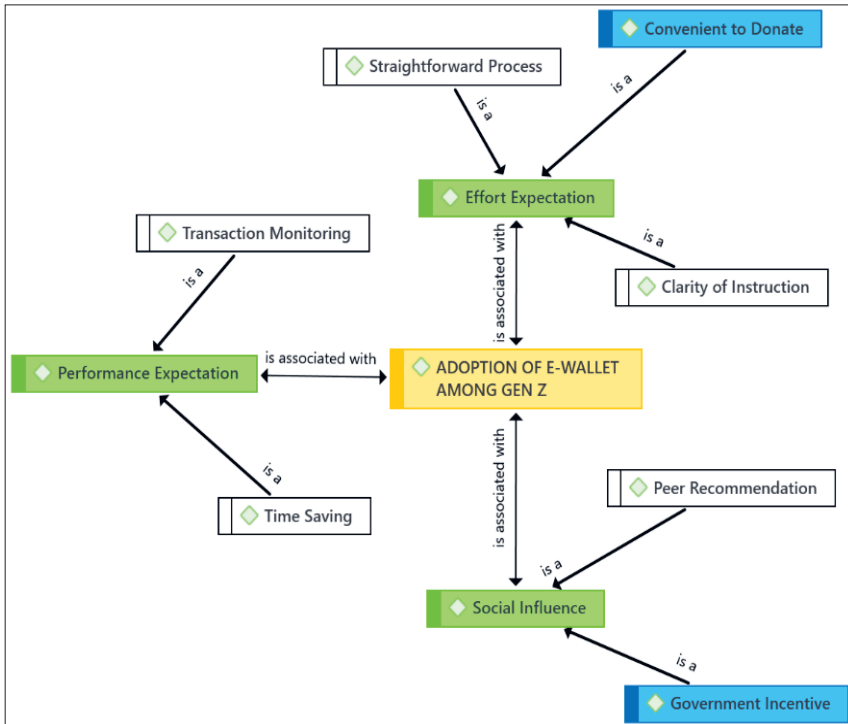 Convenient to Donate
Straightforward Process
is a
is a
Effort Expectation
Transaction Monitoring
is a
is a
is associated with
Clarity of Instruction
is associated with
Performance Expectation
ADOPTION OF E-WALLET
AMONG GEN Z
is associated with
is a
Peer Recommendation
Time Saving
is a
Social Influence
is a
Government Incentive